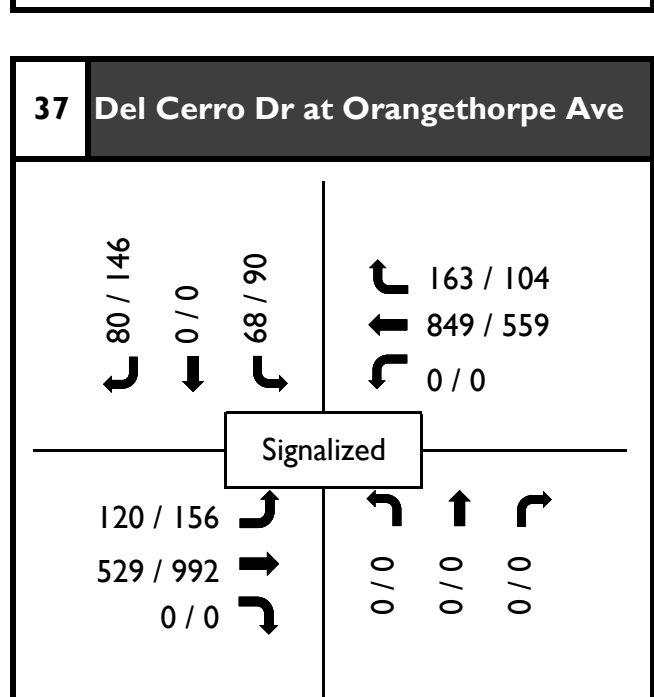 37 Del Cerro Dr at Orangethorpe Ave
80 / 146
0 / 0
68 / 90
163 / 104
849 / 559
0 / 0
Signalized
120 / 156
529 / 992
0 / 0
0 / 0
0 / 0
0 / 0